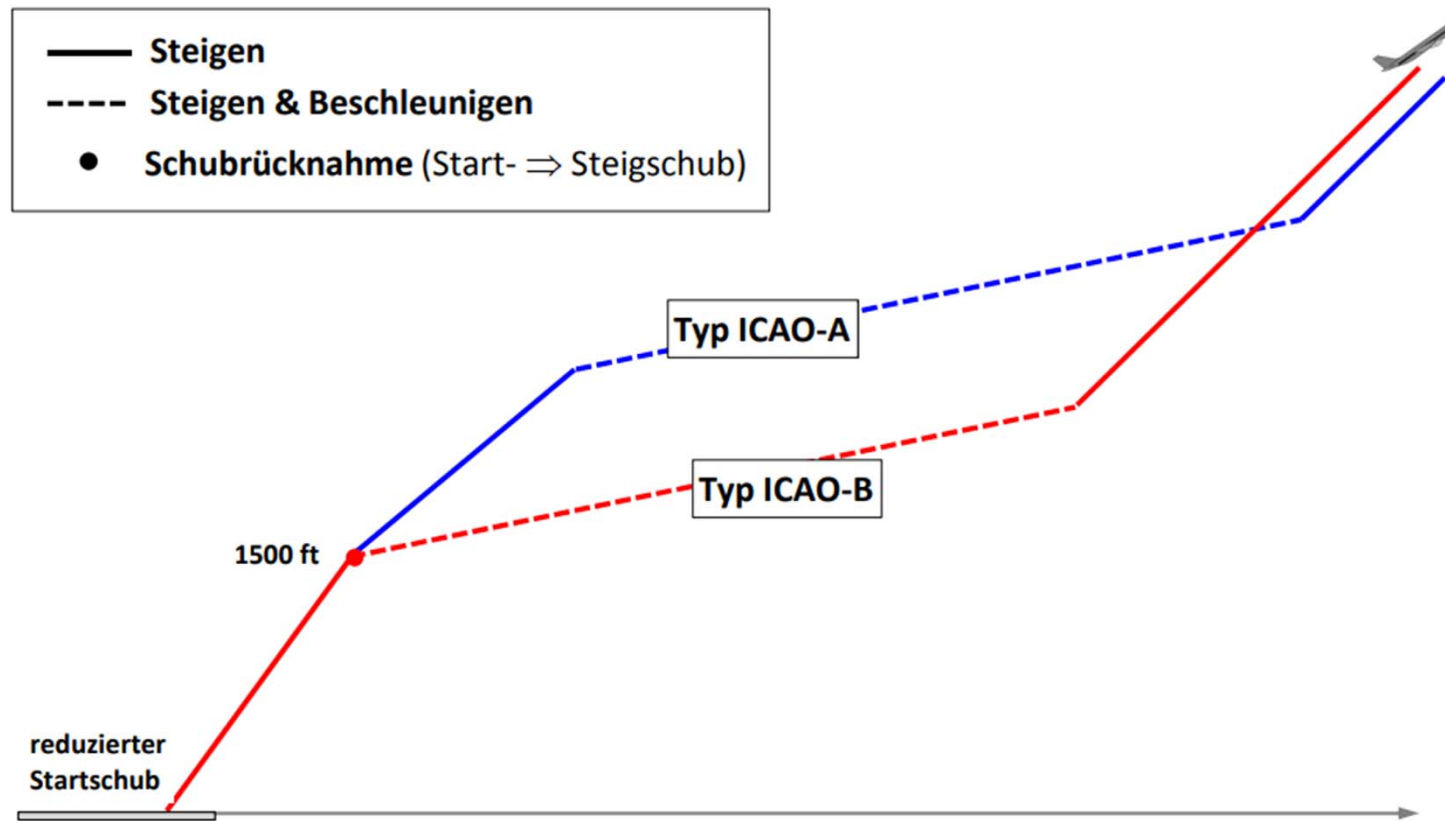 Steigen
Steigen & Beschleunigen
Schubrücknahme (Start- ⇒ Steigschub)
Typ ICAO-A
Typ ICAO-B
1500 ft
reduzierter
Startschub